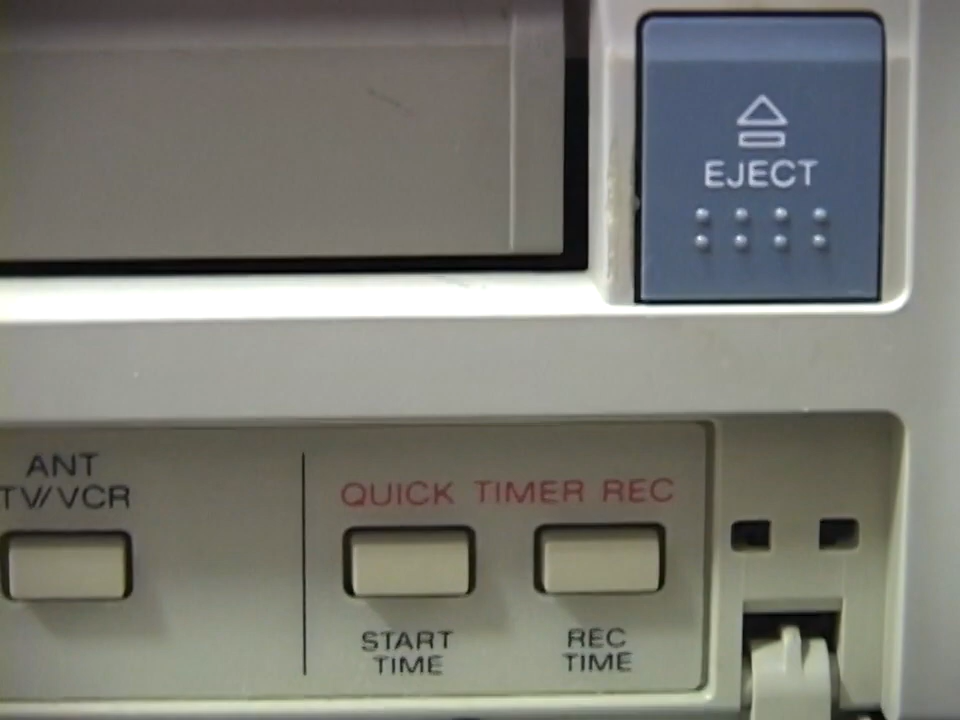 EJECT
ANT
TV/VCR
QUICK TIMER REC
START
TIME
REC
TIME